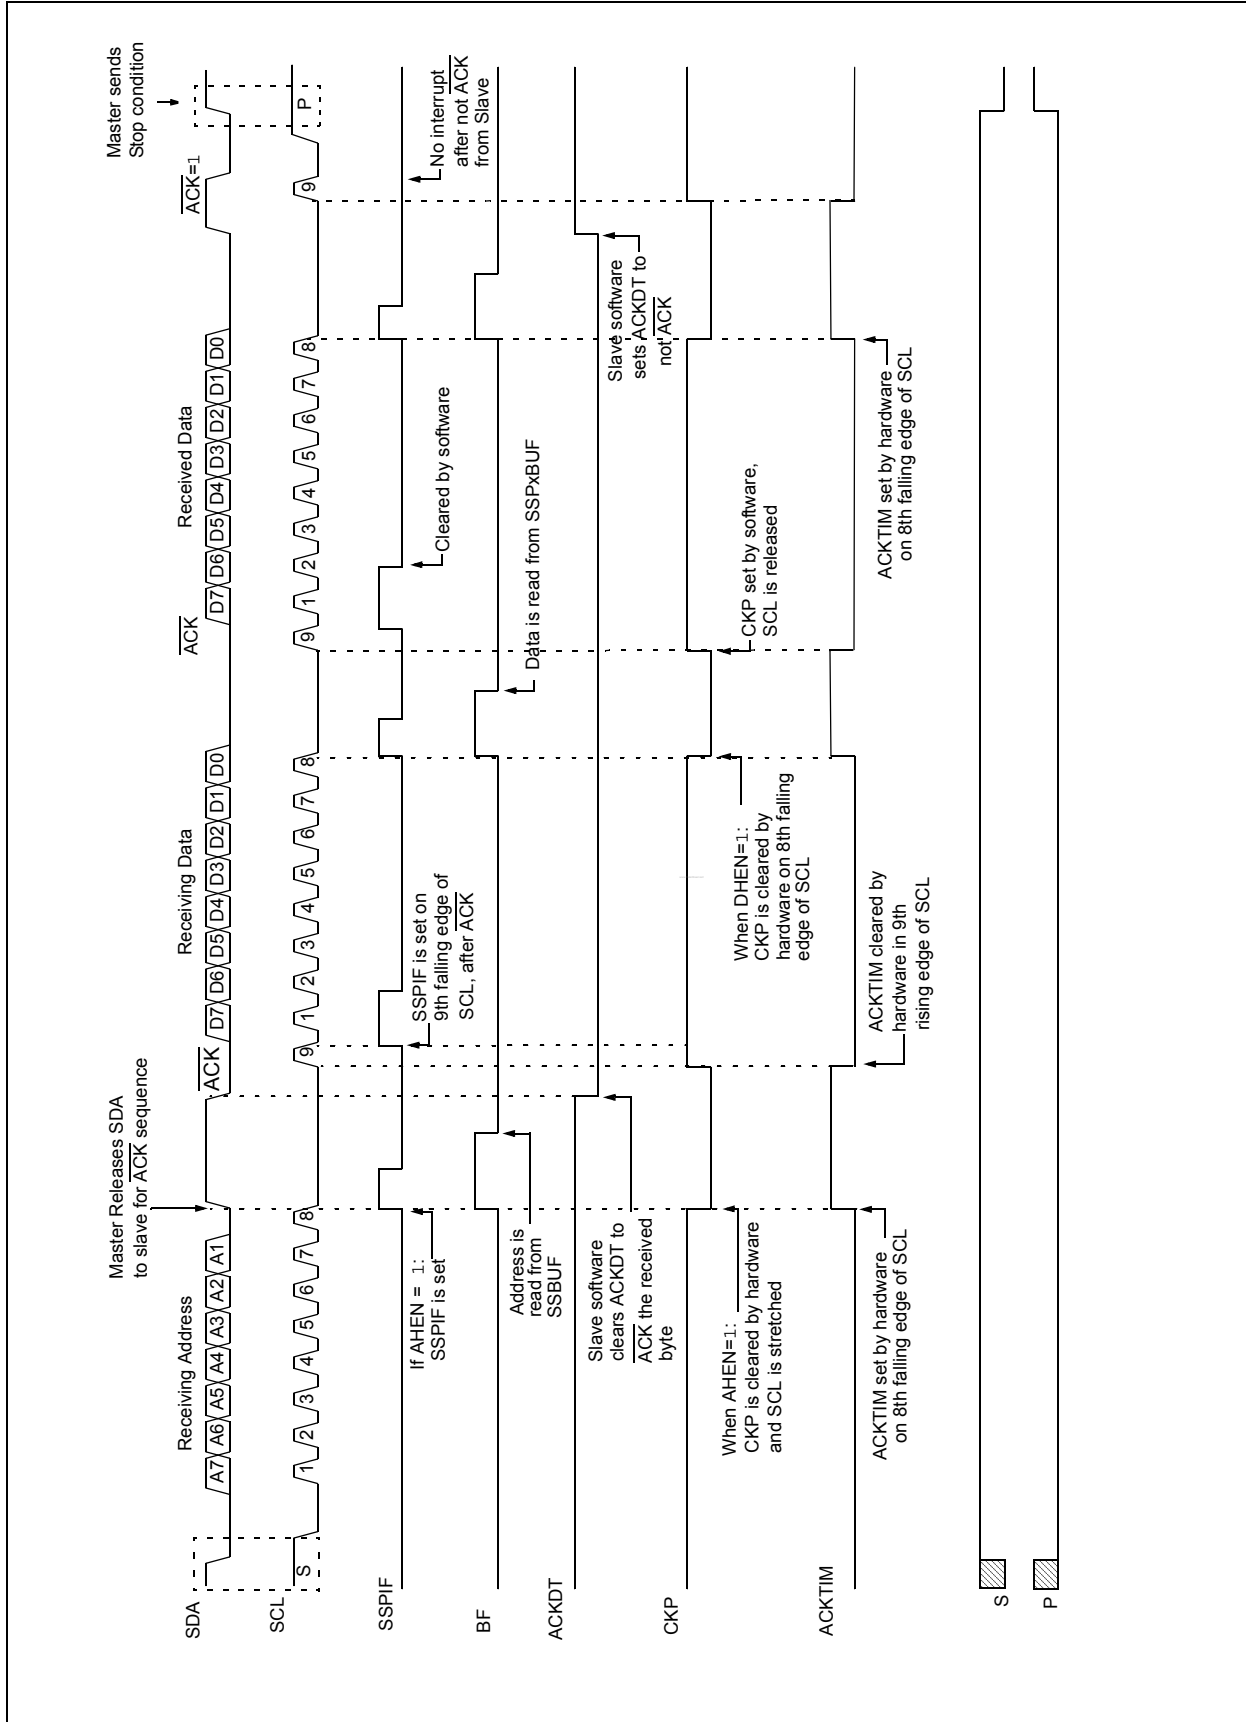 Master Releases SDA
to slave for ACK sequence
Master sends
Stop condition
Receiving Address
Receiving Data
Received Data
ACK
ACK
ACK=1
SDA
A7 A6 A5 A4 A3 A2 A1
D7 D6 D5 D4 D3 D2 D1 D0
D7 D6 D5 D4 D3 D2 D1 D0
SCL
S 1 2 3 4 5 6 7 8 9 1 2 3 4 5 6 7 8 9 1 2 3 4 5 6 7 8 9 P
SSPIF
If AHEN = 1:
SSPIF is set
SSPIF is set on
9th falling edge of
SCL, after ACK
Cleared by software
No interrupt
after not ACK
from Slave
BF
Address is
read from
SSBUF
Data is read from SSPxBUF
ACKDT
Slave software
clears ACKDT to
ACK the received
byte
Slave software
sets ACKDT to
not ACK
CKP
When AHEN=1:
CKP is cleared by hardware
and SCL is stretched
When DHEN=1:
CKP is cleared by
hardware on 8th falling
edge of SCL
CKP set by software,
SCL is released
ACKTIM
ACKTIM set by hardware
on 8th falling edge of SCL
ACKTIM cleared by
hardware in 9th
rising edge of SCL
ACKTIM set by hardware
on 8th falling edge of SCL
S
P